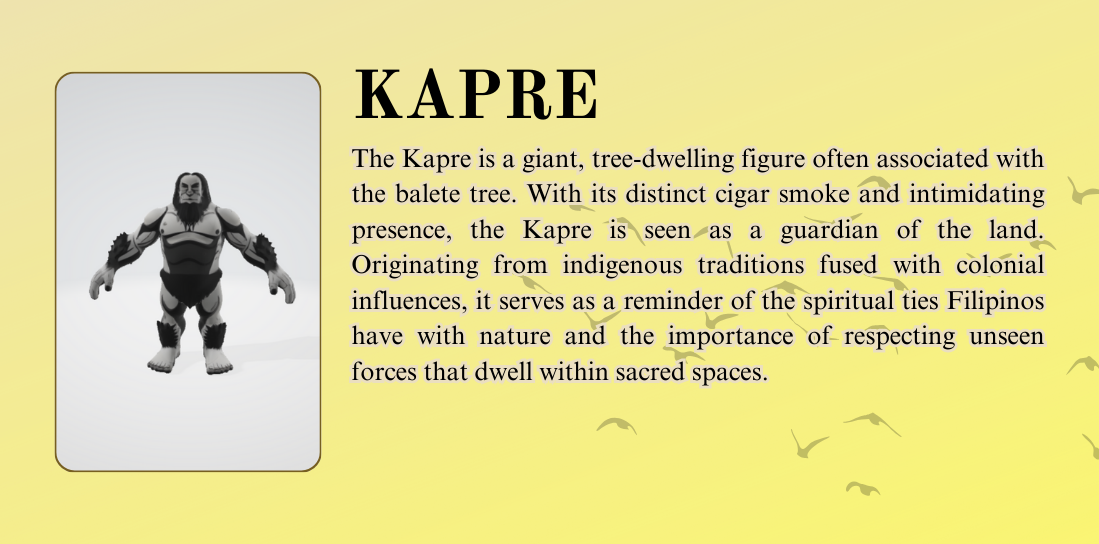 KAPRE
The Kapre is a giant, tree-dwelling figure often associated with
the balete tree. With its distinct cigar smoke and intimidating
presence, the Kapre is seen as a guardian of the land.
Originating from indigenous traditions fused with colonial
influences, it serves as a reminder of the spiritual ties Filipinos
have with nature and the importance of respecting unseen
forces that dwell within sacred spaces.